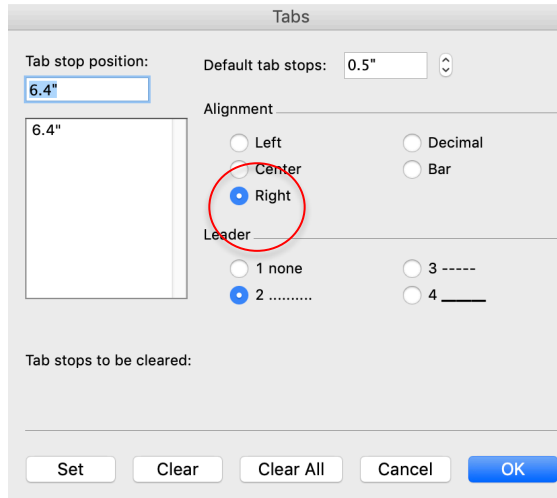 Tabs
Tab stop position:
Default tab stops: 0.5"
6.4"
Alignment
6.4"
Left
Decimal
Center
Bar
Right
Leader
1 none
3 -----
2 ..........
4 _____
Tab stops to be cleared:
Set
Clear
Clear All
Cancel
OK